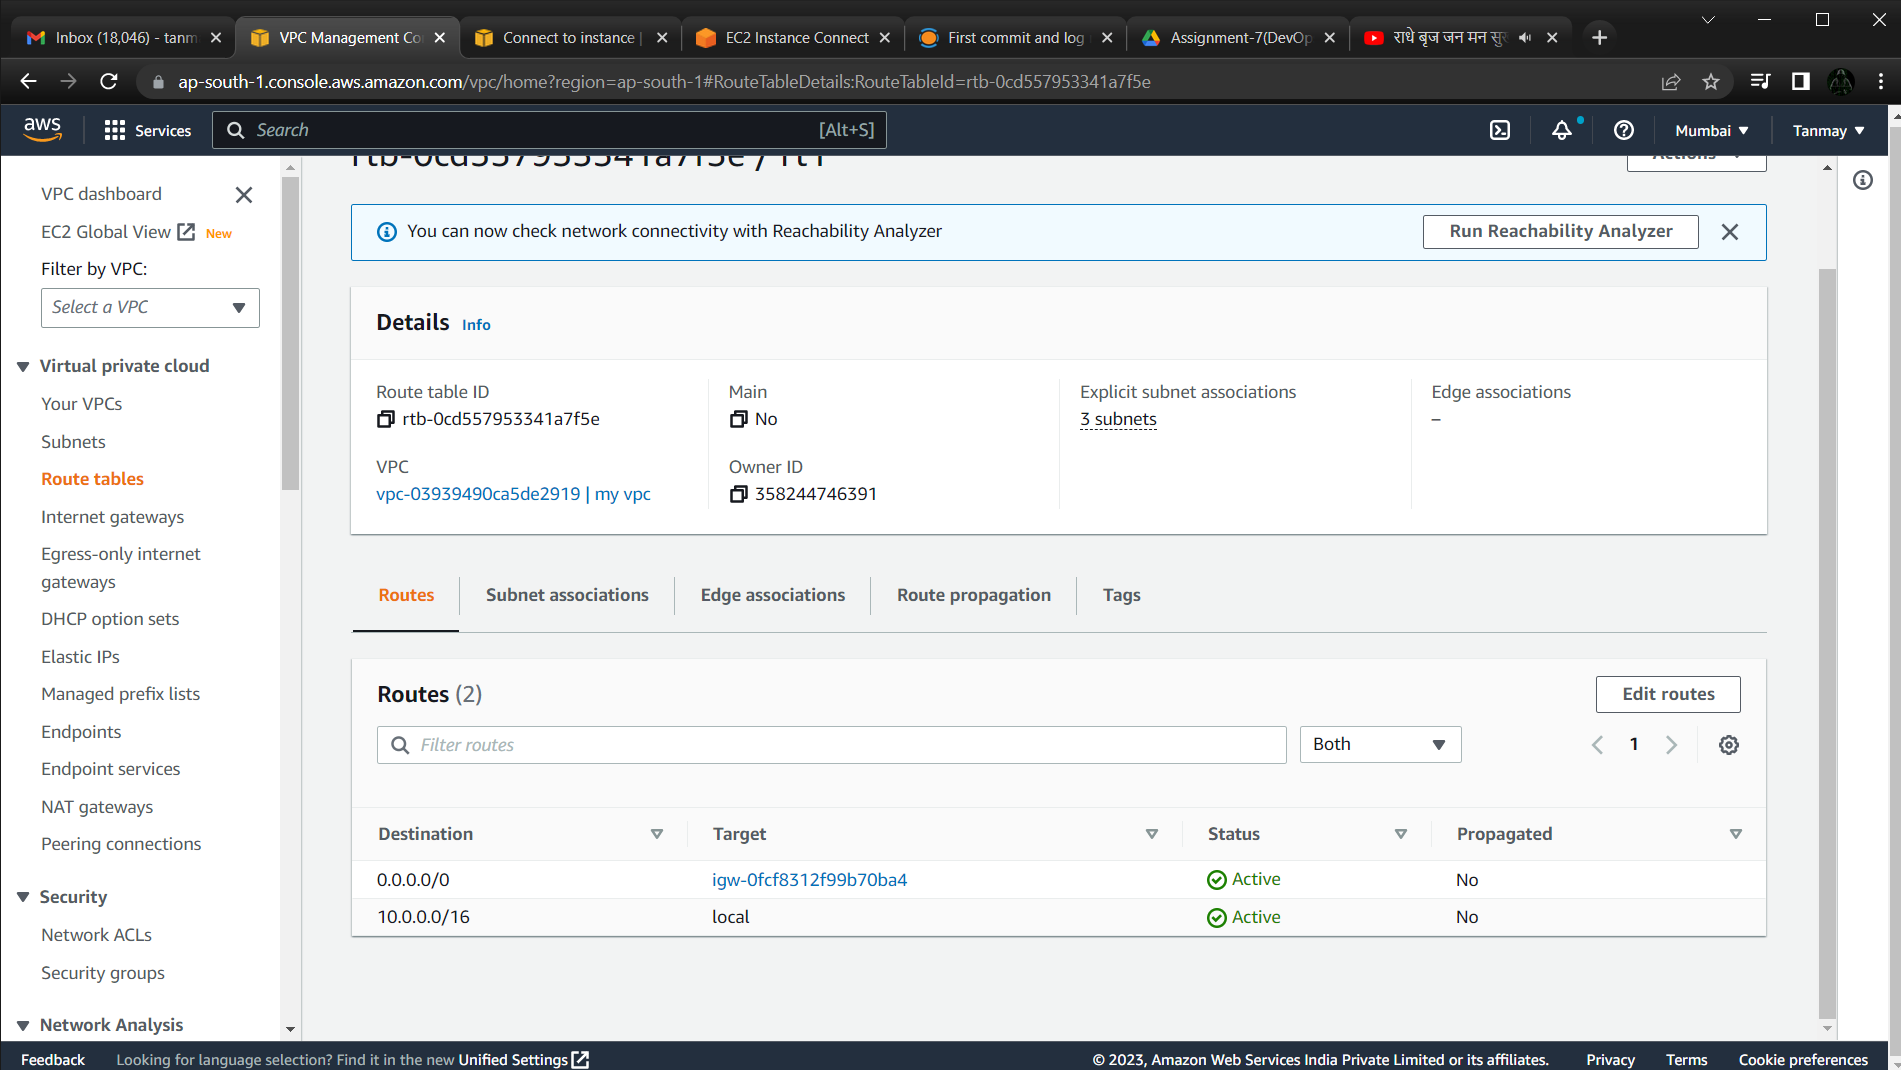 Inbox (18,046) - tanm
VPC Management Co
Connect to instance |
EC2 Instance Connect
First commit and log
Assignment-7(DevOp
राधे बृज जन मन सु
ap-south-1.console.aws.amazon.com/vpc/home?region=ap-south-1#RouteTableDetails:RouteTableId=rtb-0cd557953341a7f5e
aws
Services
Search
[Alt+S]
Mumbai
Tanmay
VPC dashboard
EC2 Global View New
Filter by VPC:
Select a VPC
Virtual private cloud
Your VPCs
Subnets
Route tables
Internet gateways
Egress-only internet
gateways
DHCP option sets
Elastic IPs
Managed prefix lists
Endpoints
Endpoint services
NAT gateways
Peering connections
Security
Network ACLs
Security groups
Network Analysis
rtb-0cd557953341a7f5e / rt1
Actions
You can now check network connectivity with Reachability Analyzer
Run Reachability Analyzer
Details Info
Route table ID
rtb-0cd557953341a7f5e
Main
No
Explicit subnet associations
3 subnets
Edge associations
–
VPC
vpc-03939490ca5de2919 | my vpc
Owner ID
358244746391
Routes
Subnet associations
Edge associations
Route propagation
Tags
Routes (2)
Edit routes
Filter routes
Both
1
Destination Target Status Propagated
0.0.0.0/0 igw-0fcf8312f99b70ba4 Active No
10.0.0.0/16 local Active No
Feedback
Looking for language selection? Find it in the new Unified Settings
© 2023, Amazon Web Services India Private Limited or its affiliates.
Privacy
Terms
Cookie preferences